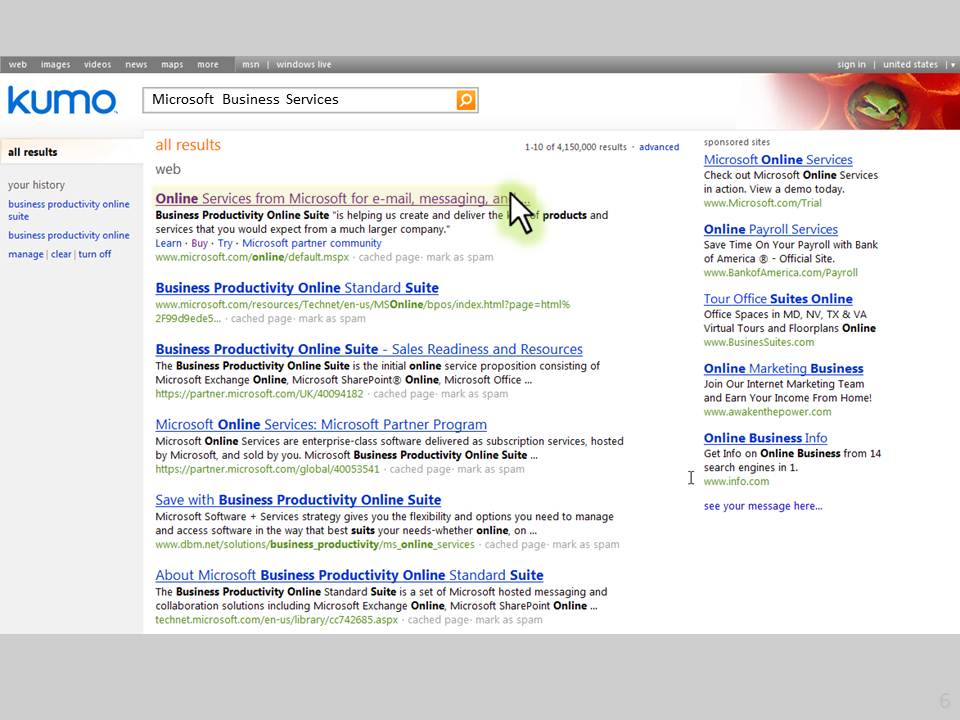 web images videos news maps more msn | windows live sign in | united states | ▾
kumo
Microsoft Business Services
all results
your history
business productivity online
suite
business productivity online
manage | clear | turn off
all results
1-10 of 4,150,000 results · advanced
web
Online Services from Microsoft for e-mail, messaging, ...
Business Productivity Online Suite "is helping us create and deliver the of products and
services that you would expect from a much larger company."
Learn · Buy · Try · Microsoft partner community
www.microsoft.com/online/default.mspx · cached page· mark as spam
Business Productivity Online Standard Suite
www.microsoft.com/resources/Technet/en-us/MSOnline/bpos/index.html?page=html%
2F99d9ede5... · cached page· mark as spam
Business Productivity Online Suite - Sales Readiness and Resources
The Business Productivity Online Suite is the initial online service proposition consisting of
Microsoft Exchange Online, Microsoft SharePoint® Online, Microsoft Office ...
https://partner.microsoft.com/UK/40094182 · cached page· mark as spam
Microsoft Online Services: Microsoft Partner Program
Microsoft Online Services are enterprise-class software delivered as subscription services, hosted
by Microsoft, and sold by you. Microsoft Business Productivity Online Suite ...
https://partner.microsoft.com/global/40053541 · cached page· mark as spam
Save with Business Productivity Online Suite
Microsoft Software + Services strategy gives you the flexibility and options you need to manage
and access software in the way that best suits your needs-whether online, on ...
www.dbm.net/solutions/business_productivity/ms_online_services · cached page· mark as spam
About Microsoft Business Productivity Online Standard Suite
The Business Productivity Online Standard Suite is a set of Microsoft hosted messaging and
collaboration solutions including Microsoft Exchange Online, Microsoft SharePoint Online ...
technet.microsoft.com/en-us/library/cc742685.aspx · cached page· mark as spam
sponsored sites
Microsoft Online Services
Check out Microsoft Online Services
in action. View a demo today.
www.Microsoft.com/Trial
Online Payroll Services
Save Time On Your Payroll with Bank
of America ® - Official Site.
www.BankofAmerica.com/Payroll
Tour Office Suites Online
Office Spaces in MD, NV, TX & VA
Virtual Tours and Floorplans Online
www.BusinesSuites.com
Online Marketing Business
Join Our Internet Marketing Team
and Earn Your Income From Home!
www.awakenthepower.com
Online Business Info
Get Info on Online Business from 14
search engines in 1.
www.info.com
see your message here...
6